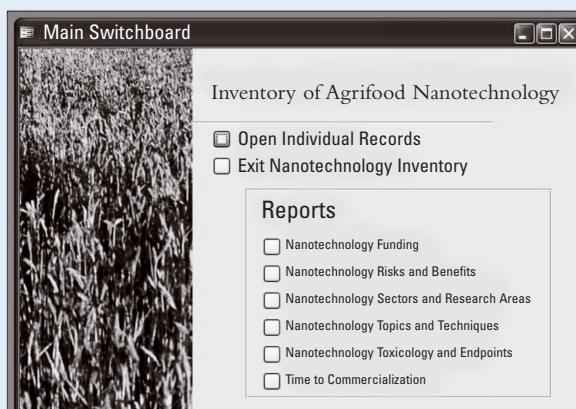 Main Switchboard
Inventory of Agrifood Nanotechnology
Open Individual Records
Exit Nanotechnology Inventory
Reports
Nanotechnology Funding
Nanotechnology Risks and Benefits
Nanotechnology Sectors and Research Areas
Nanotechnology Topics and Techniques
Nanotechnology Toxicology and Endpoints
Time to Commercialization